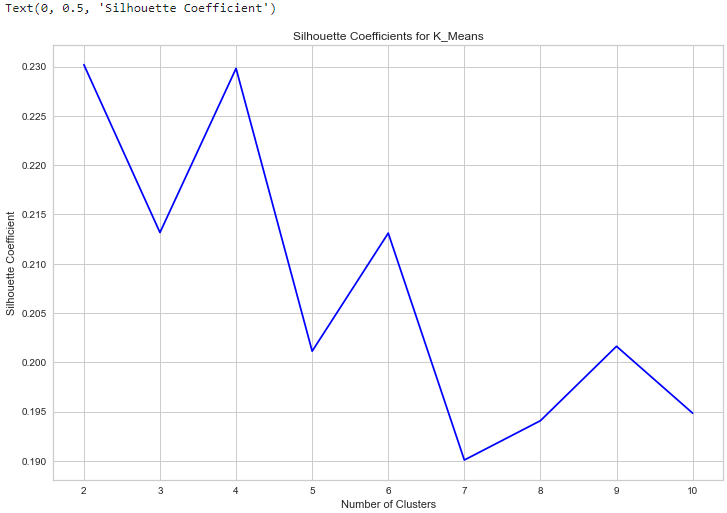 Text(0, 0.5, 'Silhouette Coefficient')
Silhouette Coefficients for K_Means
0.230
0.225
0.220
0.215
0.210
0.205
0.200
0.195
0.190
Silhouette Coefficient
2 3 4 5 6 7 8 9 10
Number of Clusters